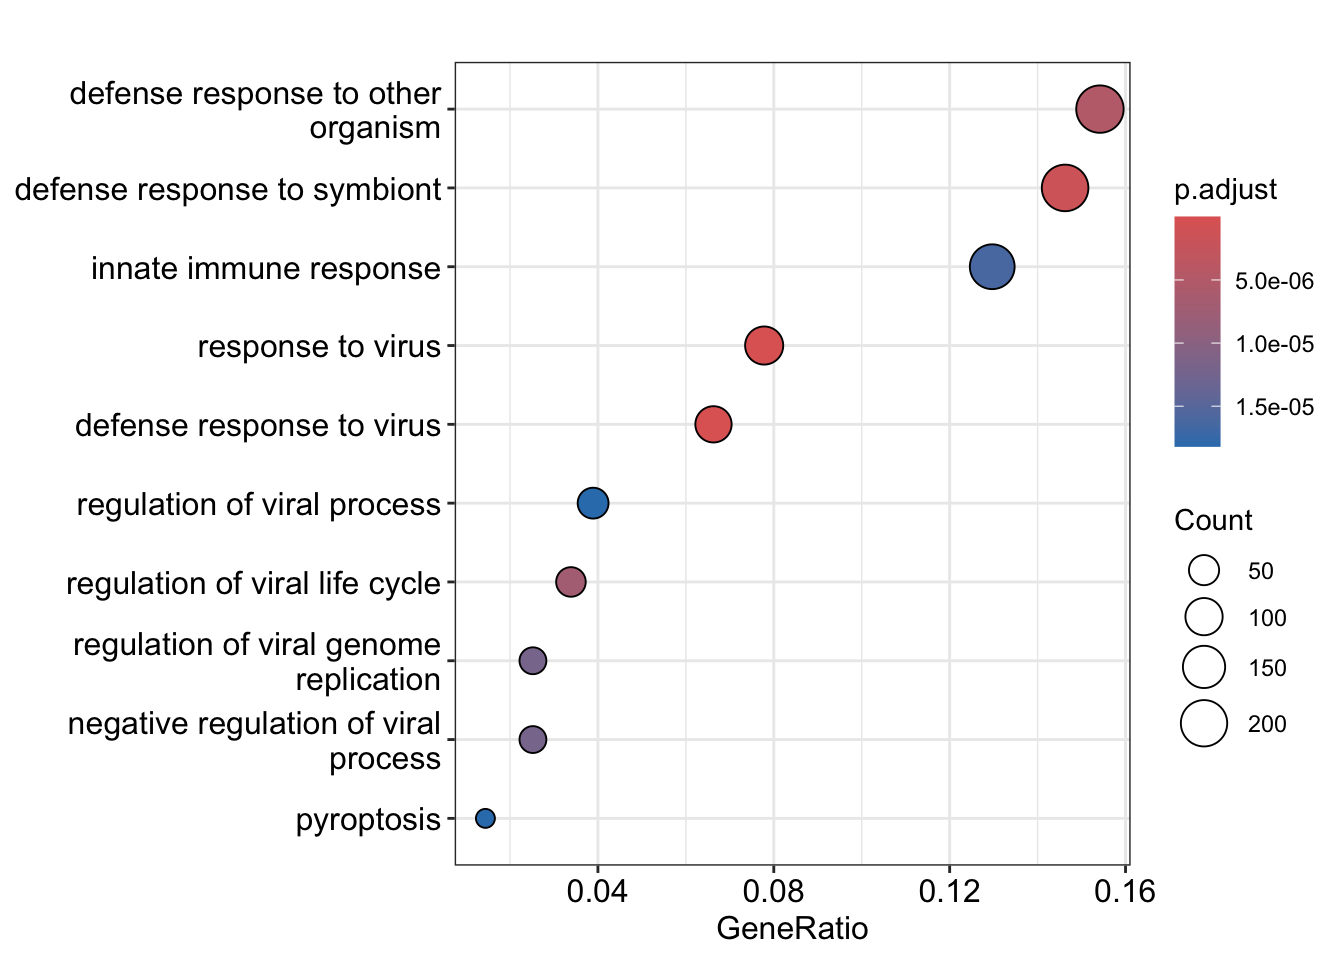 defense response to other
organism
defense response to symbiont
innate immune response
response to virus
defense response to virus
regulation of viral process
regulation of viral life cycle
regulation of viral genome
replication
negative regulation of viral
process
pyroptosis
0.04
0.08
0.12
0.16
GeneRatio
p.adjust
5.0e-06
1.0e-05
1.5e-05
Count
50
100
150
200